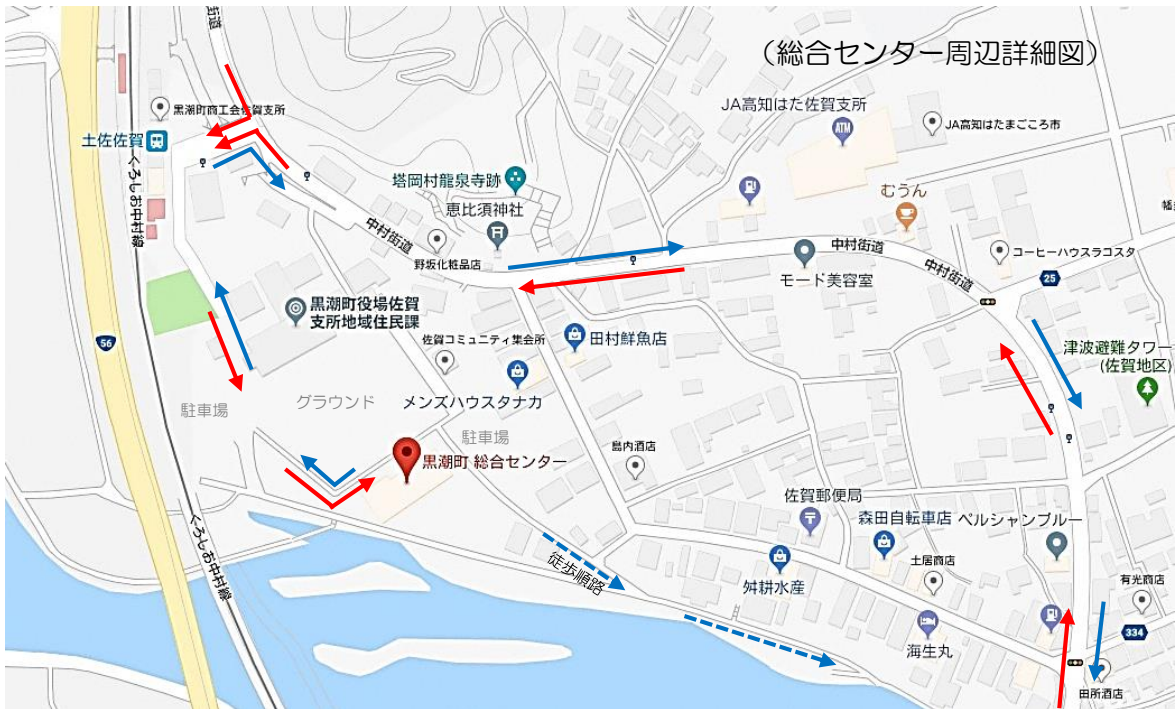 街道
(総合センター周辺詳細図)
黒潮町商工会佐賀支所
土佐佐賀
JA高知はた佐賀支所
ATM
JA高知はたまごころ市
塔岡村龍泉寺跡
恵比須神社
むうん
中村街道
野坂化粧品店
中村街道
モード美容室
中村街道
コーヒーハウスラコスタ
25
くろしお中村線
黒潮町役場佐賀
支所地域住民課
佐賀コミュニティ集会所
田村鮮魚店
津波避難タワー
(佐賀地区)
56
メンズハウスタナカ
駐車場
グラウンド
駐車場
黒潮町 総合センター
島内酒店
佐賀郵便局
森田自転車店
ペルシャンブルー
くろしお中村線
徒歩順路
舛耕水産
土居商店
有光商店
海生丸
334
田所酒店